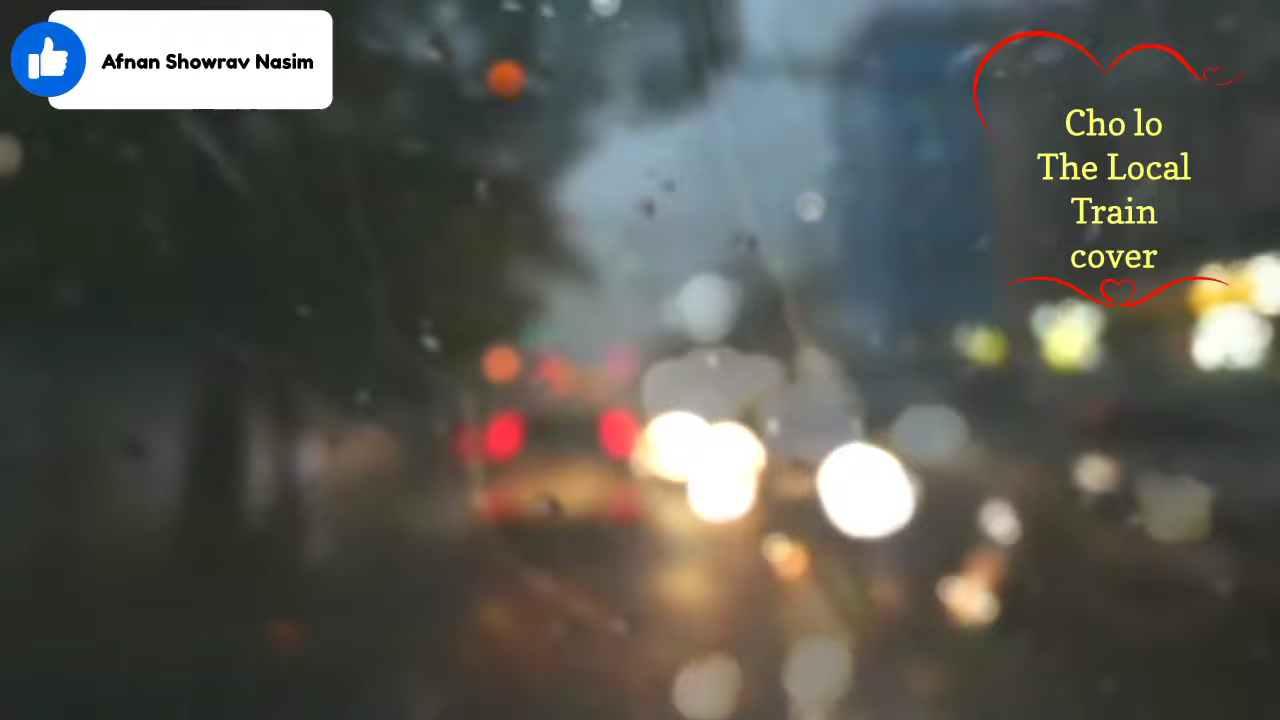 Afnan Showrav Nasim
Cho lo
The Local
Train
cover